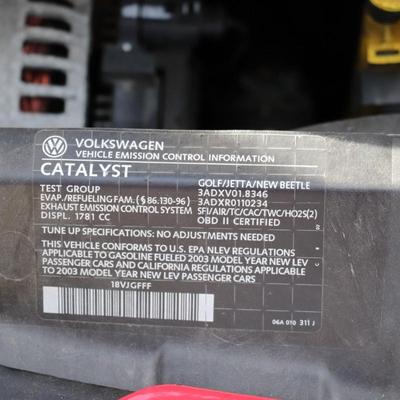 VOLKSWAGEN
VEHICLE EMISSION CONTROL INFORMATION
CATALYST GOLF/JETTA/NEW BEETLE
TEST GROUP 3ADXV01.8346
EVAP./REFUELING FAM. (§ 86.130-96) 3ADXR0110234
EXHAUST EMISSION CONTROL SYSTEM SFI/AIR/TC/CAC/TWC/HO2S(2)
DISPL. 1781 CC OBD II CERTIFIED
TUNE UP SPECIFICATIONS: NO ADJUSTMENTS NEEDED
THIS VEHICLE CONFORMS TO U.S. EPA NLEV REGULATIONS
APPLICABLE TO GASOLINE FUELED 2003 MODEL YEAR NEW LEV
PASSENGER CARS AND CALIFORNIA REGULATIONS APPLICABLE
TO 2003 MODEL YEAR NEW LEV PASSENGER CARS
18VJGFFF
06A 010 311 J